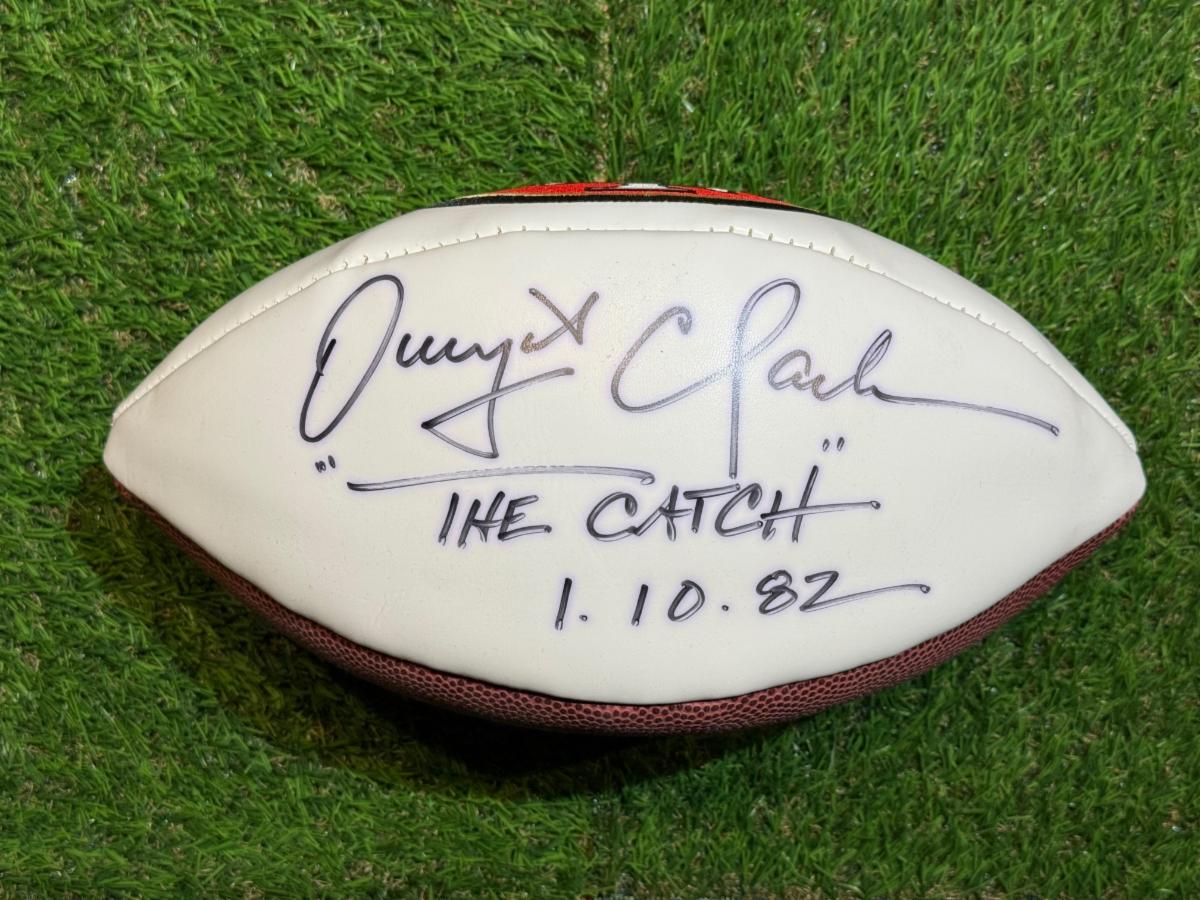 Dwight Clark
"THE CATCH"
1.10.82